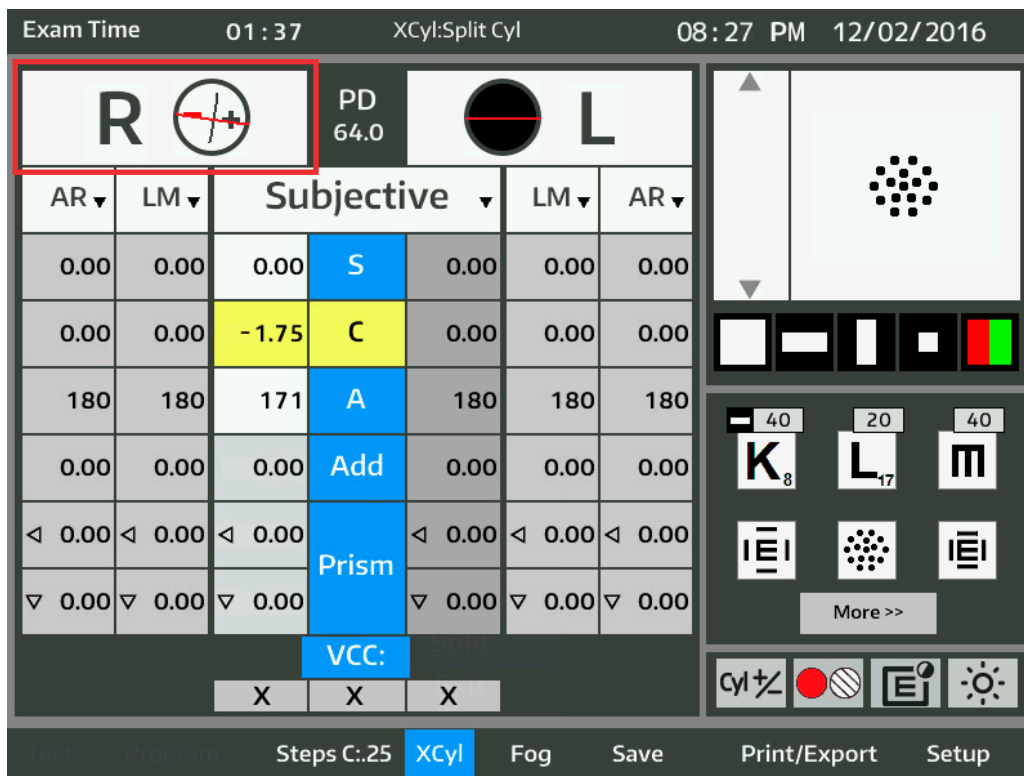 Exam Time 01:37 XCyl:Split Cyl 08:27 PM 12/02/2016
R PD 64.0 L
AR LM Subjective LM AR
0.00 0.00 0.00 S 0.00 0.00 0.00
0.00 0.00 -1.75 C 0.00 0.00 0.00
180 180 171 A 180 180 180
0.00 0.00 0.00 Add 0.00 0.00 0.00
0.00 0.00 0.00 Prism 0.00 0.00 0.00
0.00 0.00 0.00 0.00 0.00 0.00
Split
VCC:
X X X
40 20 40
K 8 L 17 E
E E
More >>
Cyl +/- E
Tests Program Steps C:.25 XCyl Fog Save Print/Export Setup